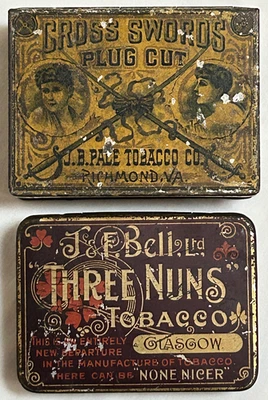 CROSS SWORDS
PLUG CUT
J.B. PACE TOBACCO CO.
RICHMOND, VA.
J. & F. Bell, Ltd
"THREE NUNS"
TOBACCO
GLASGOW
THIS IS AN ENTIRELY
NEW DEPARTURE
IN THE MANUFACTURE OF TOBACCO.
THERE CAN BE "NONE NICER"